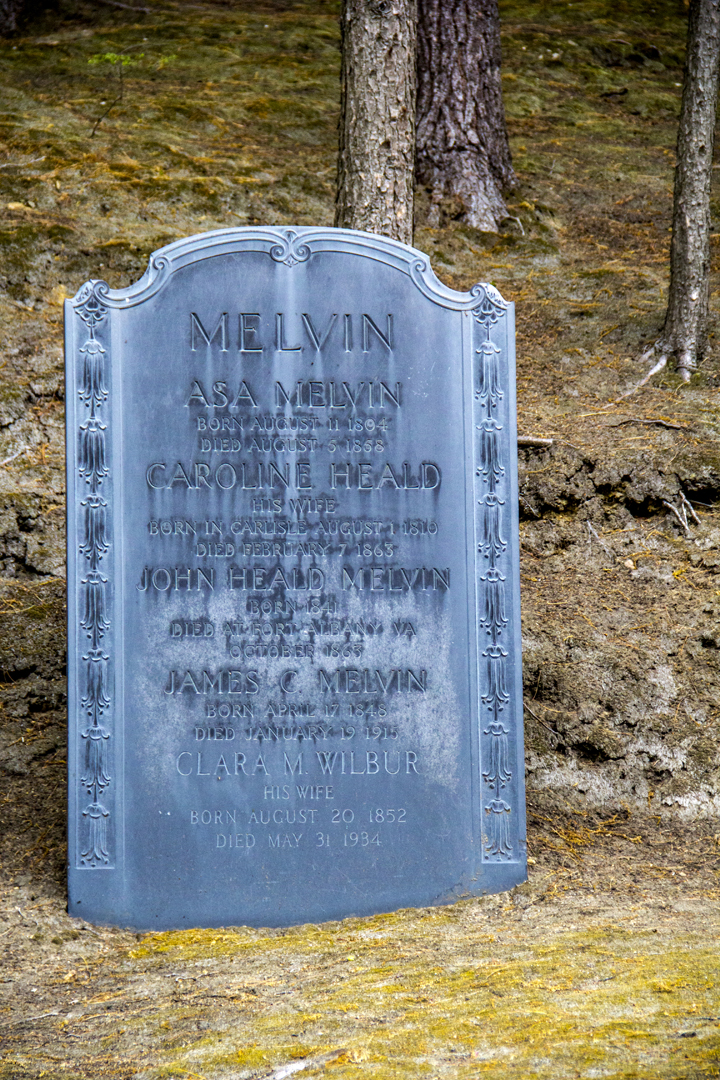 MELVIN
ASA MELVIN
BORN AUGUST 11 1804
DIED AUGUST 5 1868
CAROLINE HEALD
HIS WIFE
BORN IN CARLISLE AUGUST 1 1810
DIED FEBRUARY 7 1863
JOHN HEALD MELVIN
BORN 1841
DIED AT FORT ALBANY VA
OCTOBER 1863
JAMES C MELVIN
BORN APRIL 17 1848
DIED JANUARY 19 1915
CLARA M. WILBUR
HIS WIFE
BORN AUGUST 20 1852
DIED MAY 31 1934